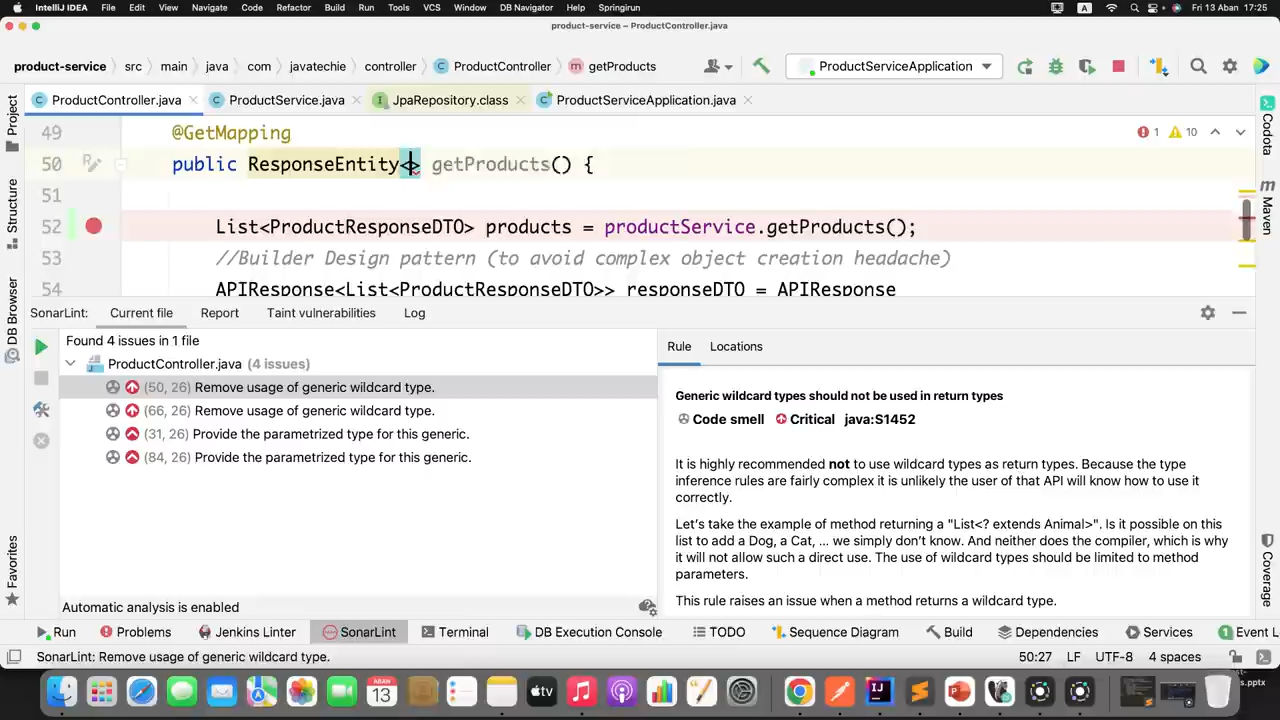 IntelliJ IDEA File Edit View Navigate Code Refactor Build Run Tools VCS Window DB Navigator Help Springirun A Fri 13 Aban 17:25
product-service – ProductController.java
product-service src main java com javatechie controller ProductController getProducts ProductServiceApplication
ProductController.java ProductService.java JpaRepository.class ProductServiceApplication.java
Project
Structure
DB Browser
Favorites
Codota
Maven
Coverage
49 @GetMapping 1 10
50 public ResponseEntity<> getProducts() {
51
52 List<ProductResponseDTO> products = productService.getProducts();
53 //Builder Design pattern (to avoid complex object creation headache)
54 APIResponse<List<ProductResponseDTO>> responseDTO = APIResponse
SonarLint: Current file Report Taint vulnerabilities Log
Found 4 issues in 1 file
ProductController.java (4 issues)
(50, 26) Remove usage of generic wildcard type.
(66, 26) Remove usage of generic wildcard type.
(31, 26) Provide the parametrized type for this generic.
(84, 26) Provide the parametrized type for this generic.
Automatic analysis is enabled
Rule Locations
Generic wildcard types should not be used in return types
Code smell Critical java:S1452
It is highly recommended not to use wildcard types as return types. Because the type
inference rules are fairly complex it is unlikely the user of that API will know how to use it
correctly.
Let's take the example of method returning a "List<? extends Animal>". Is it possible on this
list to add a Dog, a Cat, ... we simply don't know. And neither does the compiler, which is why
it will not allow such a direct use. The use of wildcard types should be limited to method
parameters.
This rule raises an issue when a method returns a wildcard type.
Run Problems Jenkins Linter SonarLint Terminal DB Execution Console TODO Sequence Diagram Build Dependencies Services 1 Event L
SonarLint: Remove usage of generic wildcard type. 50:27 LF UTF-8 4 spaces
ABAN
13
tv
s.pptx